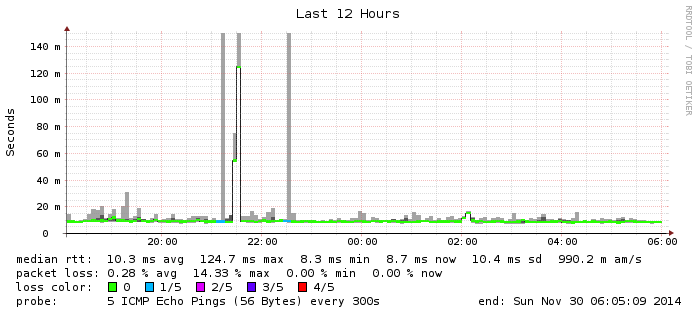 Last 12 Hours
RRDTOOL / TOBI OETIKER
Seconds
140 m
120 m
100 m
80 m
60 m
40 m
20 m
0
20:00 22:00 00:00 02:00 04:00 06:00
median rtt: 10.3 ms avg 124.7 ms max 8.3 ms min 8.7 ms now 10.4 ms sd 990.2 m am/s
packet loss: 0.28 % avg 14.33 % max 0.00 % min 0.00 % now
loss color: 0 1/5 2/5 3/5 4/5
probe: 5 ICMP Echo Pings (56 Bytes) every 300s end: Sun Nov 30 06:05:09 2014